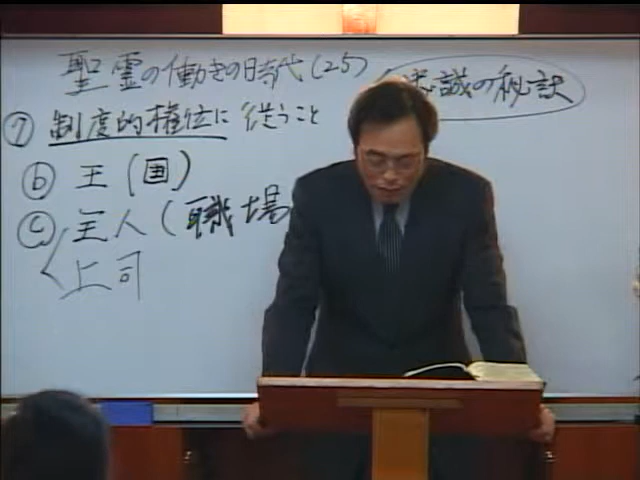 聖霊の働きの時代(25)
忠誠の秘訣
⑦ 制度的権位に従うこと
ⓑ 王(国)
ⓒ 主人(職場
上司